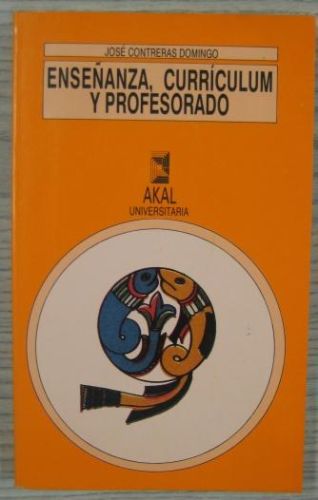 JOSÉ CONTRERAS DOMINGO
ENSEÑANZA, CURRÍCULUM
Y PROFESORADO
AKAL
UNIVERSITARIA